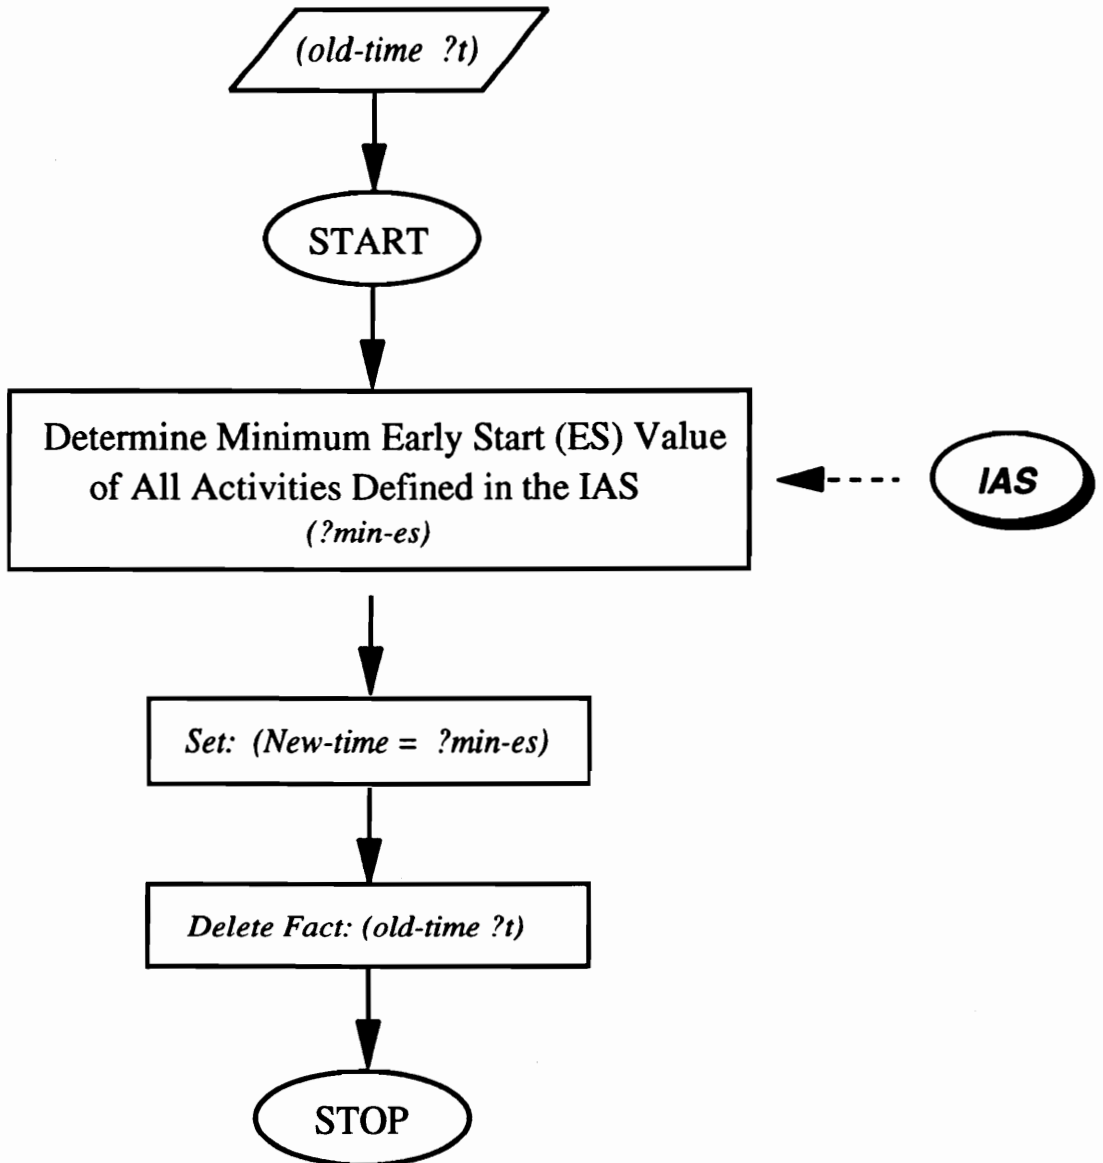 (old-time ?t)
START
Determine Minimum Early Start (ES) Value
of All Activities Defined in the IAS
(?min-es)
IAS
Set: (New-time = ?min-es)
Delete Fact: (old-time ?t)
STOP